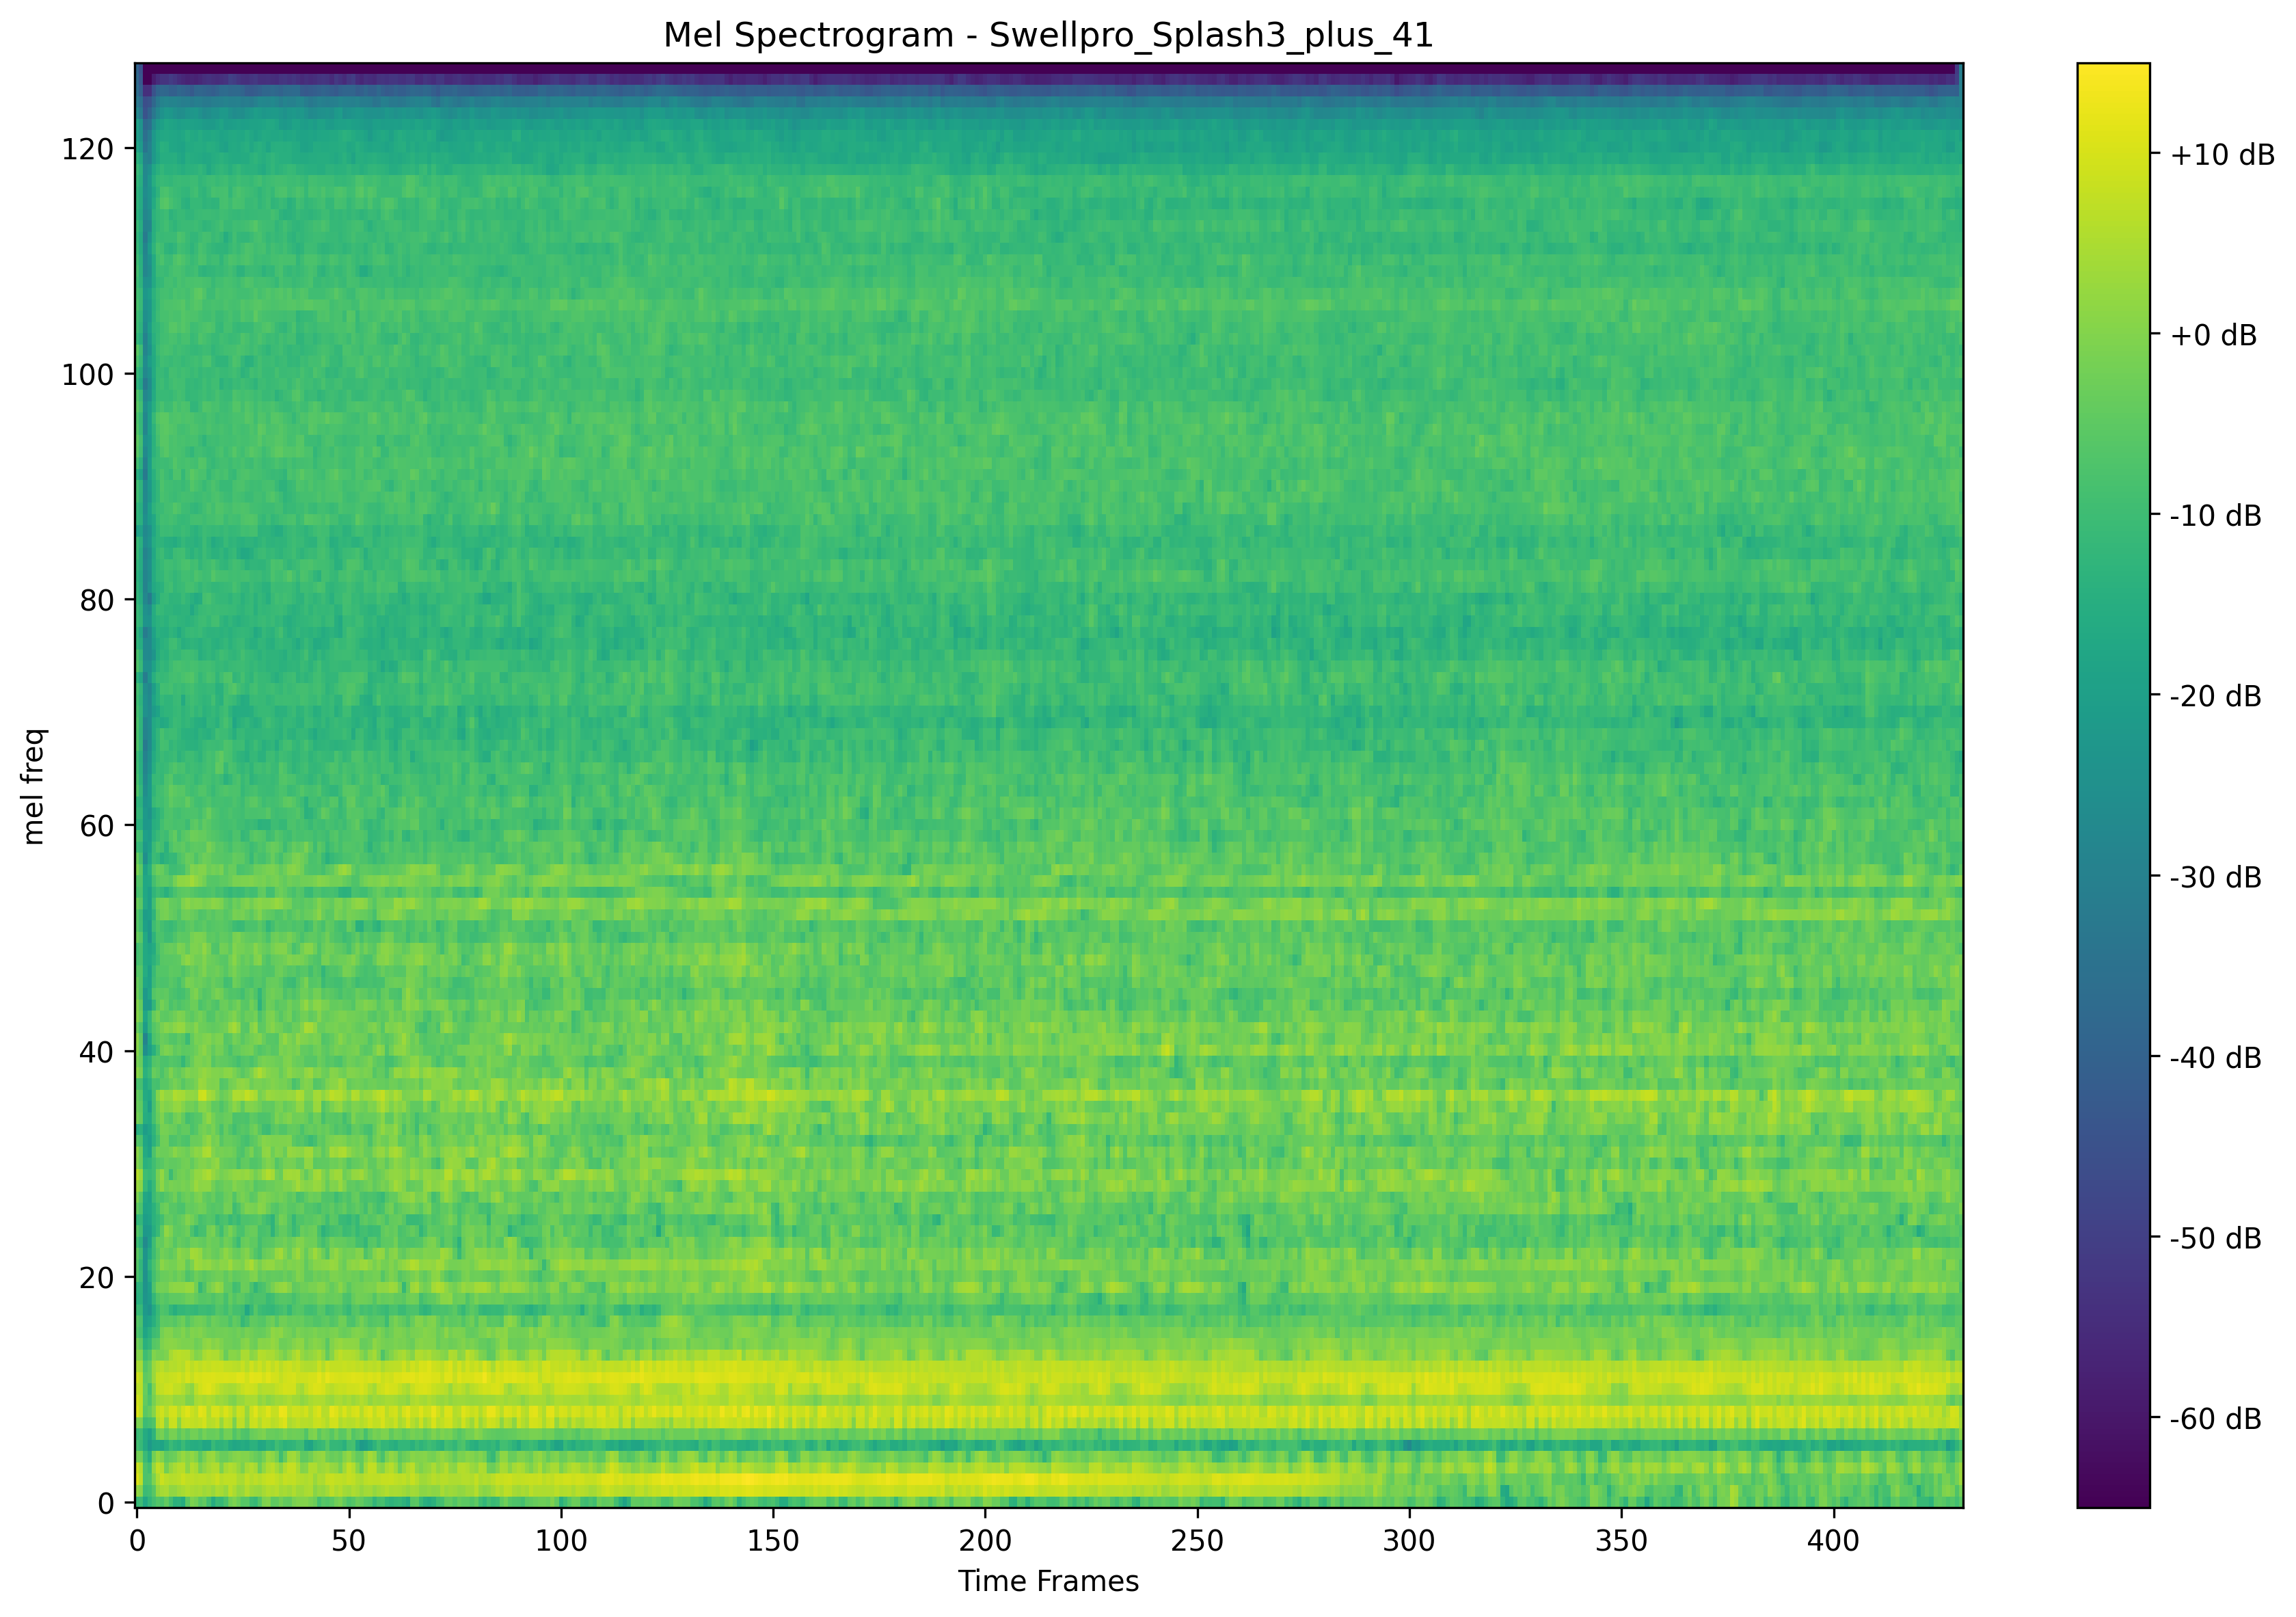 Mel Spectrogram - Swellpro_Splash3_plus_41
mel freq
120
100
80
60
40
20
0
0 50 100 150 200 250 300 350 400
Time Frames
+10 dB
+0 dB
-10 dB
-20 dB
-30 dB
-40 dB
-50 dB
-60 dB